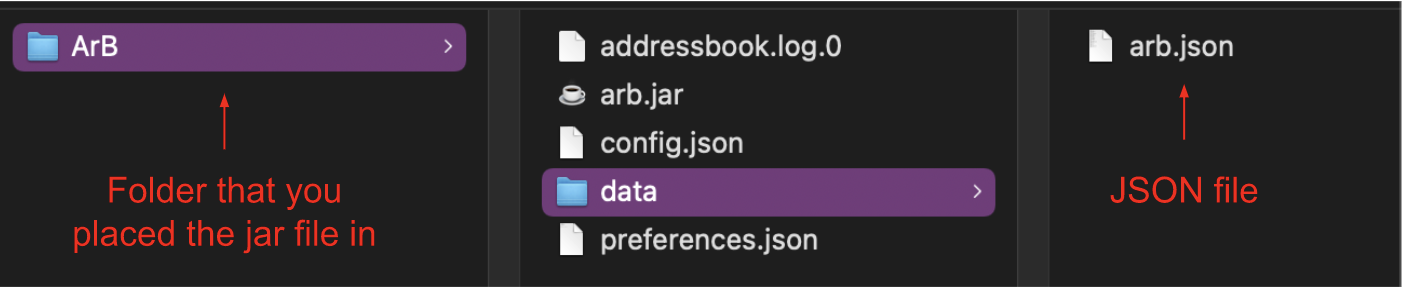 ArB
Folder that you
placed the jar file in
addressbook.log.0
arb.jar
config.json
data
preferences.json
arb.json
JSON file